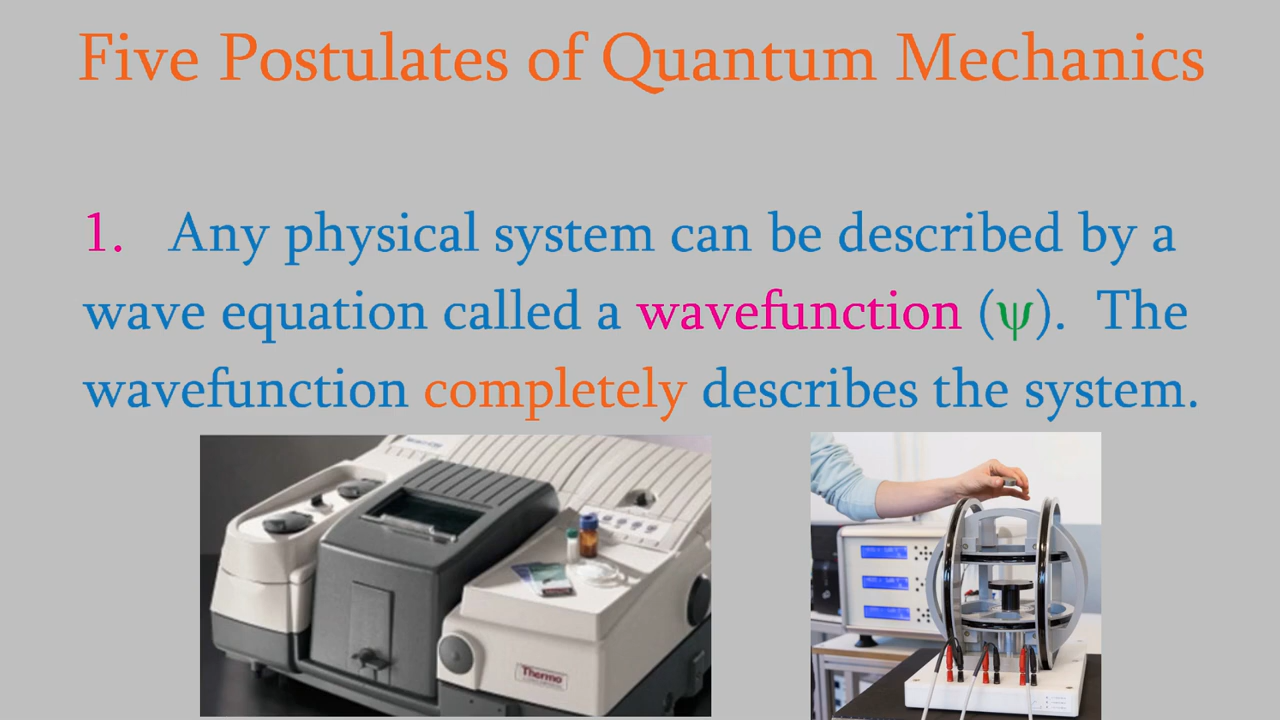 Five Postulates of Quantum Mechanics
1. Any physical system can be described by a
wave equation called a wavefunction (ψ). The
wavefunction completely describes the system.
Thermo